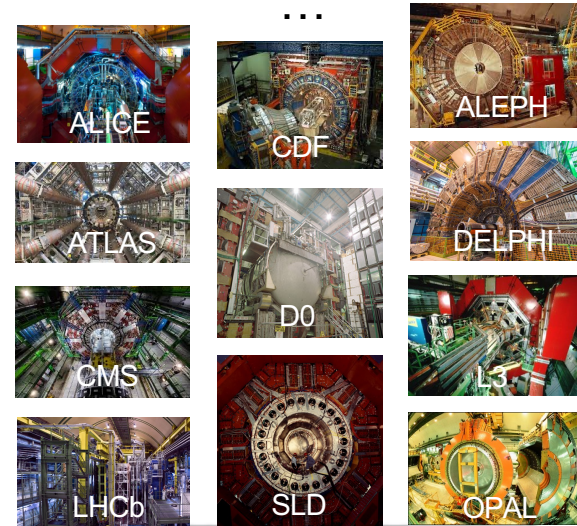 ...
ALICE
ATLAS
CMS
LHCb
CDF
D0
SLD
ALEPH
DELPHI
L3
OPAL